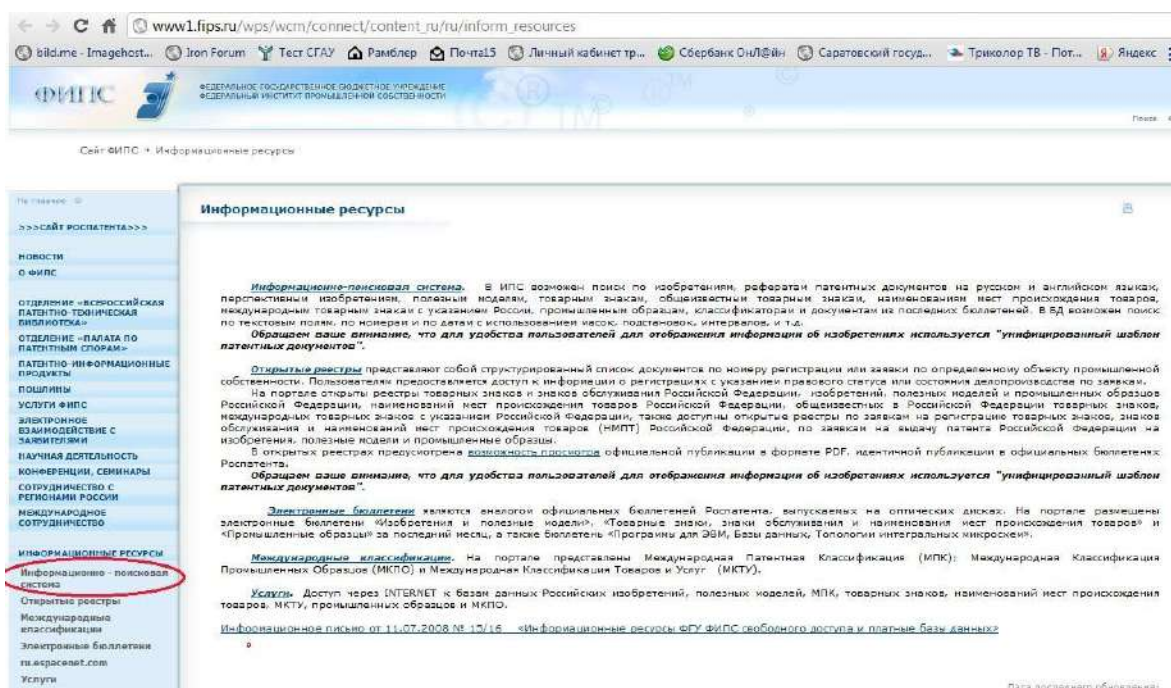 www1.fips.ru/wps/wcm/connect/content_ru/ru/inform_resources
bild.me - Imagehost... Iron Forum Тест СГАУ Рамблер Почта15 Личный кабинет тр... Сбербанк ОнЛ@йн Саратовский госуд... Триколор ТВ - Пот... Яндекс
ФИПС
ФЕДЕРАЛЬНОЕ ГОСУДАРСТВЕННОЕ БЮДЖЕТНОЕ УЧРЕЖДЕНИЕ
ФЕДЕРАЛЬНЫЙ ИНСТИТУТ ПРОМЫШЛЕННОЙ СОБСТВЕННОСТИ
Поиск
Сайт ФИПС • Информационные ресурсы
На главную
>>>САЙТ РОСПАТЕНТА>>>
НОВОСТИ
О ФИПС
ОТДЕЛЕНИЕ «ВСЕРОССИЙСКАЯ
ПАТЕНТНО-ТЕХНИЧЕСКАЯ
БИБЛИОТЕКА»
ОТДЕЛЕНИЕ «ПАЛАТА ПО
ПАТЕНТНЫМ СПОРАМ»
ПАТЕНТНО-ИНФОРМАЦИОННЫЕ
ПРОДУКТЫ
ПОШЛИНЫ
УСЛУГИ ФИПС
ЭЛЕКТРОННОЕ
ВЗАИМОДЕЙСТВИЕ С
ЗАЯВИТЕЛЯМИ
НАУЧНАЯ ДЕЯТЕЛЬНОСТЬ
КОНФЕРЕНЦИИ, СЕМИНАРЫ
СОТРУДНИЧЕСТВО С
РЕГИОНАМИ РОССИИ
МЕЖДУНАРОДНОЕ
СОТРУДНИЧЕСТВО
ИНФОРМАЦИОННЫЕ РЕСУРСЫ
Информационно - поисковая
система
Открытые реестры
Международные
классификации
Электронные бюллетени
ru.espacenet.com
Услуги
Информационные ресурсы
Информационно-поисковая система. В ИПС возможен поиск по изобретениям, рефератам патентных документов на русском и английском языках,
перспективным изобретениям, полезным моделям, товарным знакам, общеизвестным товарным знакам, наименованиям мест происхождения товаров,
международным товарным знакам с указанием России, промышленным образцам, классификаторам и документам из последних бюллетеней. В БД возможен поиск
по текстовым полям, по номерам и по датам с использованием масок, подстановок, интервалов, и т.д.
Обращаем ваше внимание, что для удобства пользователей для отображения информации об изобретениях используется "унифицированный шаблон
патентных документов".
Открытые реестры представляют собой структурированный список документов по номеру регистрации или заявки по определенному объекту промышленной
собственности. Пользователям предоставляется доступ к информации о регистрациях с указанием правового статуса или состояния делопроизводства по заявкам.
На портале открыты реестры товарных знаков и знаков обслуживания Российской Федерации, изобретений, полезных моделей и промышленных образцов
Российской Федерации, наименований мест происхождения товаров Российской Федерации, общеизвестных в Российской Федерации товарных знаков,
международных товарных знаков с указанием Российской Федерации, также доступны открытые реестры по заявкам на регистрацию товарных знаков, знаков
обслуживания и наименований мест происхождения товаров (НМПТ) Российской Федерации, по заявкам на выдачу патента Российской Федерации на
изобретения, полезные модели и промышленные образцы.
В открытых реестрах предусмотрена возможность просмотра официальной публикации в формате PDF, идентичной публикации в официальных бюллетенях
Роспатента.
Обращаем ваше внимание, что для удобства пользователей для отображения информации об изобретениях используется "унифицированный шаблон
патентных документов".
Электронные бюллетени являются аналогом официальных бюллетеней Роспатента, выпускаемых на оптических дисках. На портале размещены
электронные бюллетени «Изобретения и полезные модели», «Товарные знаки, знаки обслуживания и наименования мест происхождения товаров» и
«Промышленные образцы» за последний месяц, а также бюллетень «Программы для ЭВМ, Базы данных, Топологии интегральных микросхем».
Международные классификации. На портале представлены Международная Патентная Классификация (МПК); Международная Классификация
Промышленных Образцов (МКПО) и Международная Классификация Товаров и Услуг (МКТУ).
Услуги. Доступ через INTERNET к базам данных Российских изобретений, полезных моделей, МПК, товарных знаков, наименований мест происхождения
товаров, МКТУ, промышленных образцов и МКПО.
Информационное письмо от 11.07.2008 № 15/16 «Информационные ресурсы ФГУ ФИПС свободного доступа и платные базы данных»
Дата последнего обновления: